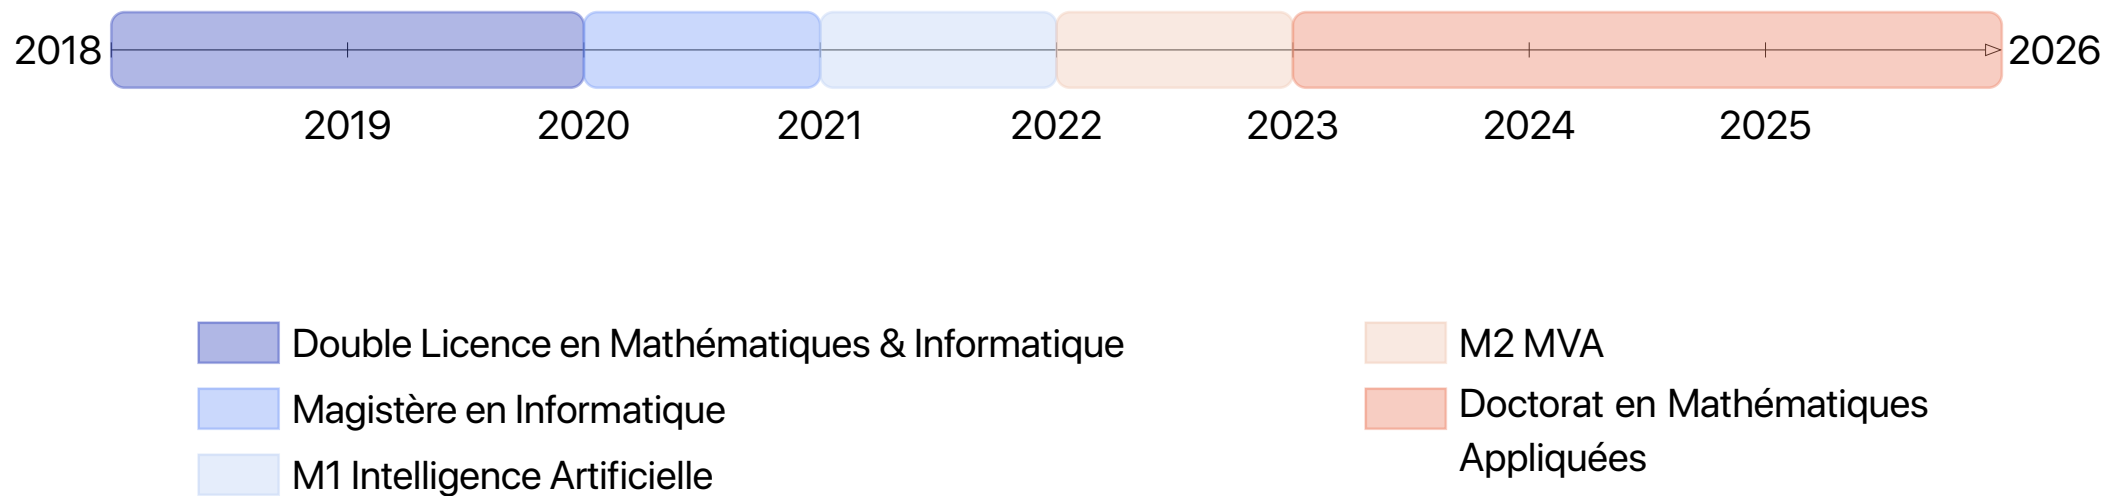 2018
2026
2019
2020
2021
2022
2023
2024
2025
Double Licence en Mathématiques & Informatique
Magistère en Informatique
M1 Intelligence Artificielle
M2 MVA
Doctorat en Mathématiques
Appliquées